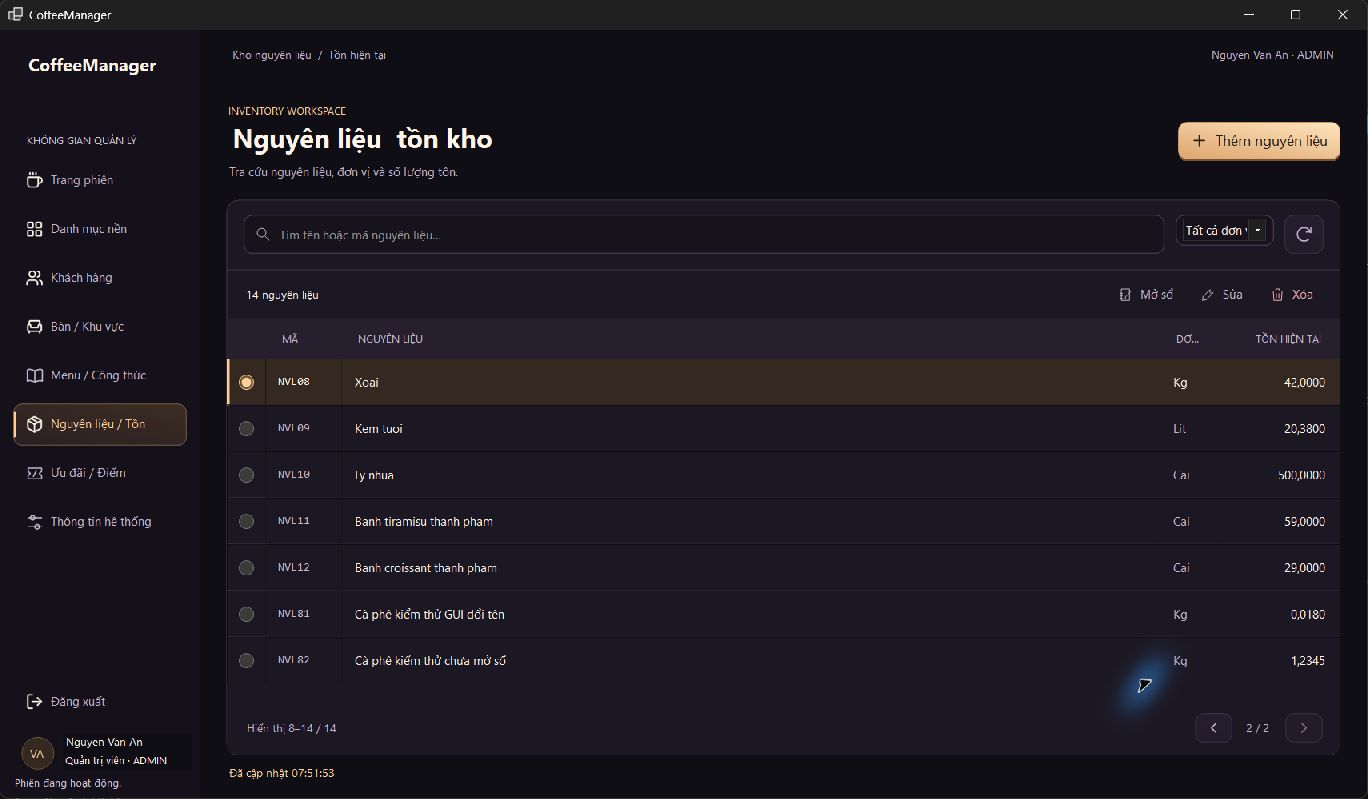 CoffeeManager
CoffeeManager
KHÔNG GIAN QUẢN LÝ
Trang phiên
Danh mục nền
Khách hàng
Bàn / Khu vực
Menu / Công thức
Nguyên liệu / Tồn
Ưu đãi / Điểm
Thông tin hệ thống
Đăng xuất
VA
Nguyen Van An
Quản trị viên · ADMIN
Phiên đang hoạt động.
Kho nguyên liệu / Tồn hiện tại
Nguyen Van An · ADMIN
INVENTORY WORKSPACE
Nguyên liệu tồn kho
Tra cứu nguyên liệu, đơn vị và số lượng tồn.
+ Thêm nguyên liệu
Tìm tên hoặc mã nguyên liệu...
Tất cả đơn
14 nguyên liệu
Mở sổ Sửa Xóa
MÃ NGUYÊN LIỆU ĐƠ... TỒN HIỆN TẠI
NVL08 Xoai Kg 42,0000
NVL09 Kem tuoi Lit 20,3800
NVL10 Ly nhua Cai 500,0000
NVL11 Banh tiramisu thanh pham Cai 59,0000
NVL12 Banh croissant thanh pham Cai 29,0000
NVL81 Cà phê kiểm thử GUI đổi tên Kg 0,0180
NVL82 Cà phê kiểm thử chưa mở sổ Kg 1,2345
Hiển thị 8–14 / 14
2 / 2
Đã cập nhật 07:51:53